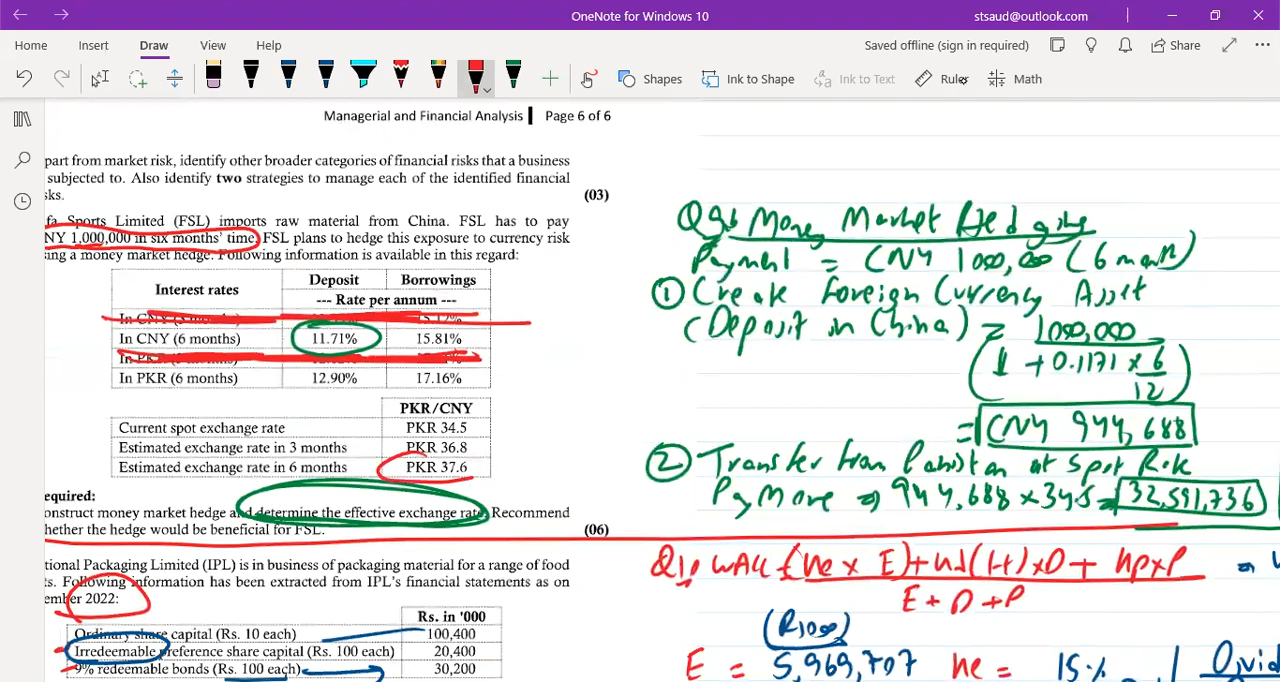 OneNote for Windows 10
stsaud@outlook.com
Home Insert Draw View Help
Saved offline (sign in required)
Share
Shapes
Ink to Shape
Ink to Text
Ruler
Math
Managerial and Financial Analysis Page 6 of 6
part from market risk, identify other broader categories of financial risks that a business
subjected to. Also identify two strategies to manage each of the identified financial
sks.
(03)
fa Sports Limited (FSL) imports raw material from China. FSL has to pay
NY 1,000,000 in six months' time. FSL plans to hedge this exposure to currency risk
sing a money market hedge. Following information is available in this regard:
Interest rates
Deposit Borrowings
--- Rate per annum ---
In CNY (6 months) 11.71% 15.81%
In PKR (6 months) 12.90% 17.16%
PKR/CNY
Current spot exchange rate PKR 34.5
Estimated exchange rate in 3 months PKR 36.8
Estimated exchange rate in 6 months PKR 37.6
equired:
onstruct money market hedge and determine the effective exchange rate. Recommend
hether the hedge would be beneficial for FSL.
(06)
tional Packaging Limited (IPL) is in business of packaging material for a range of food
ts. Following information has been extracted from IPL's financial statements as on
ember 2022:
Rs. in '000
Ordinary share capital (Rs. 10 each) 100,400
Irredeemable preference share capital (Rs. 100 each) 20,400
9% redeemable bonds (Rs. 100 each) 30,200
Money Market Hedging
Payment = CNY 1000,000 (6 month)
① Create Foreign Currency Asset
(Deposit in China) = 1000,000
(1 + 0.1171 × 6
12)
= CNY 944,688
② Transfer from Pakistan at Spot
944,688 × 34.5 = 32,591,736
E + D + P
E = 5,969,707
15%